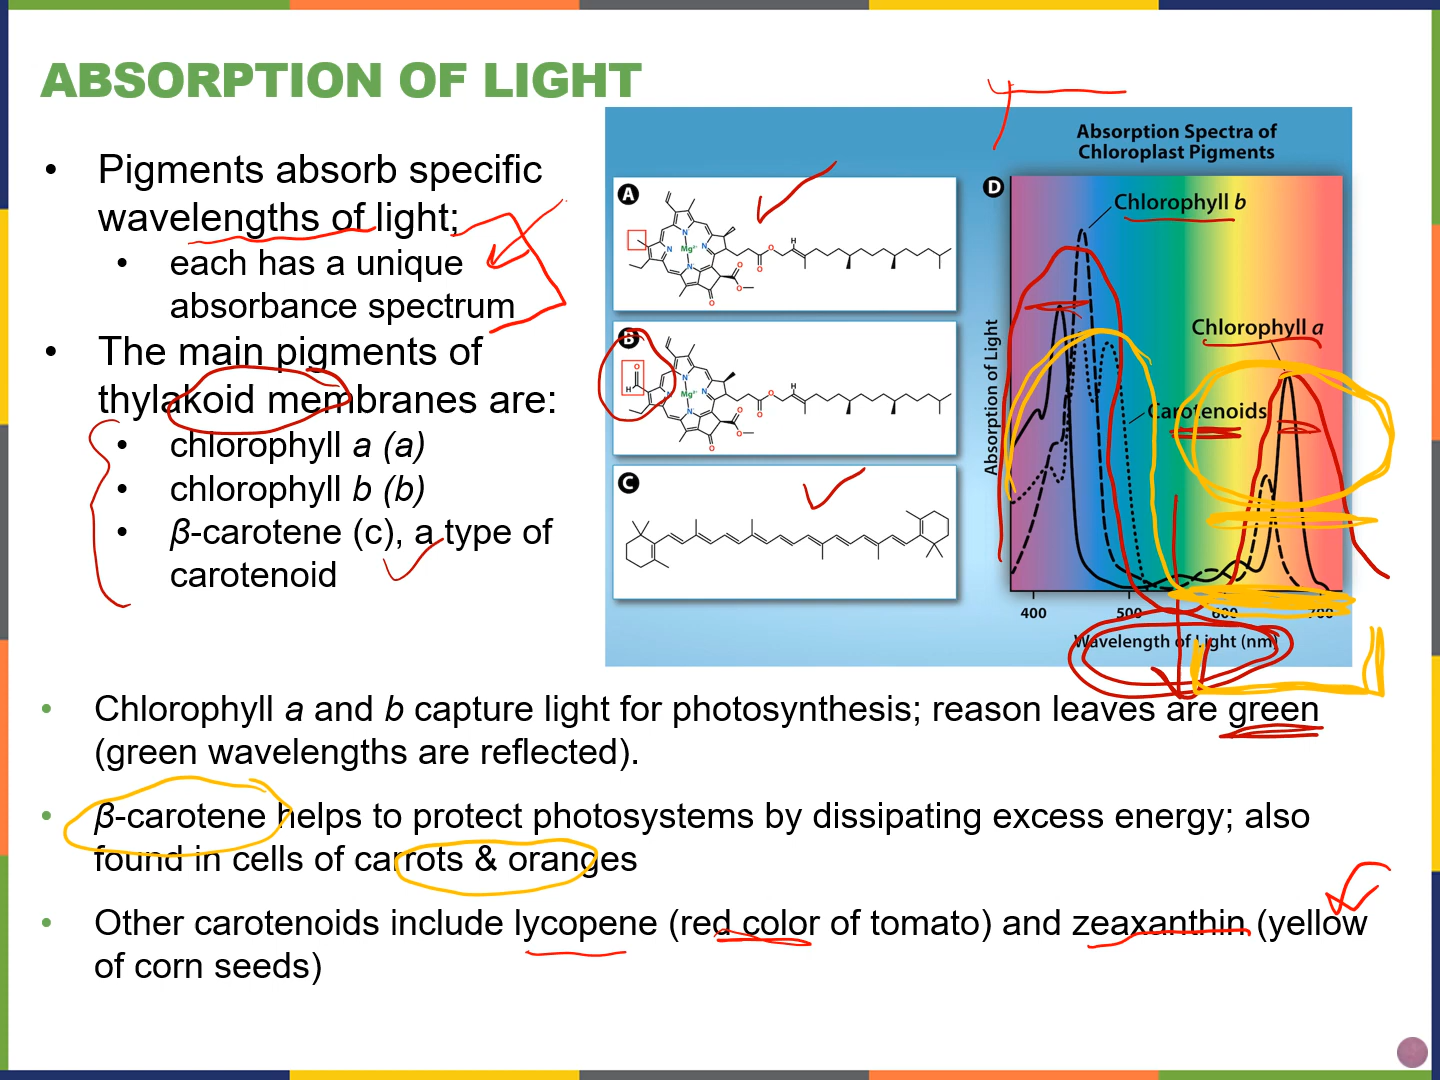 ABSORPTION OF LIGHT
• Pigments absorb specific
wavelengths of light;
• each has a unique
absorbance spectrum
• The main pigments of
thylakoid membranes are:
• chlorophyll a (a)
• chlorophyll b (b)
• β-carotene (c), a type of
carotenoid
A
Mg²⁺
N
N
N
N
O
O
O
O
O
H
B
O
H
Mg²⁺
N
N
N
N
O
O
O
O
O
H
C
Absorption Spectra of
Chloroplast Pigments
D
Chlorophyll b
Chlorophyll a
Carotenoids
Absorption of Light
400 500 600 700
Wavelength of Light (nm)
• Chlorophyll a and b capture light for photosynthesis; reason leaves are green
(green wavelengths are reflected).
• β-carotene helps to protect photosystems by dissipating excess energy; also
found in cells of carrots & oranges
• Other carotenoids include lycopene (red color of tomato) and zeaxanthin (yellow
of corn seeds)